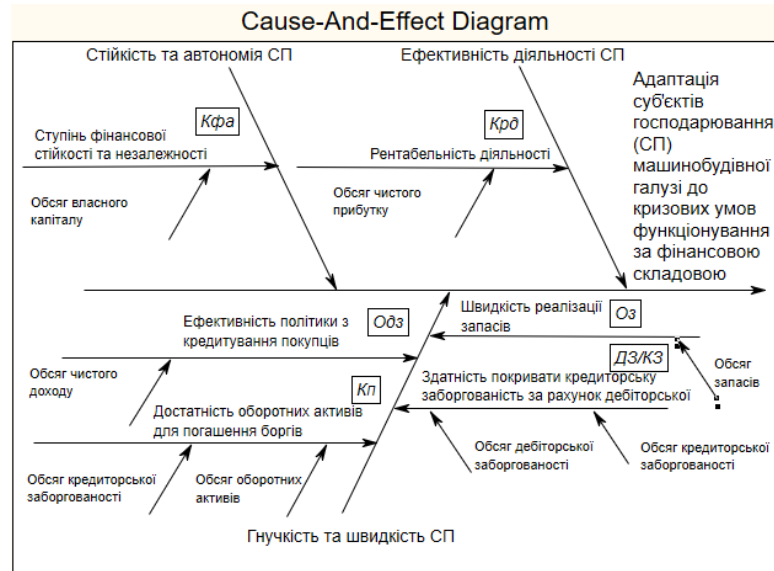 Cause-And-Effect Diagram
Стійкість та автономія СП
Ефективність діяльності СП
Адаптація
суб'єктів
господарювання
(СП)
машинобудівної
галузі до
кризових умов
функціонування
за фінансовою
складовою
Кфа
Ступінь фінансової
стійкості та незалежності
Обсяг власного
капіталу
Крд
Рентабельність діяльності
Обсяг чистого
прибутку
Ефективність політики з
кредитування покупців
Одз
Обсяг чистого
доходу
Швидкість реалізації
запасів
Оз
Обсяг
запасів
ДЗ/КЗ
Здатність покривати кредиторську
заборгованість за рахунок дебіторської
Кп
Достатність оборотних активів
для погашення боргів
Обсяг кредиторської
заборгованості
Обсяг оборотних
активів
Обсяг дебіторської
заборгованості
Обсяг кредиторської
заборгованості
Гнучкість та швидкість СП